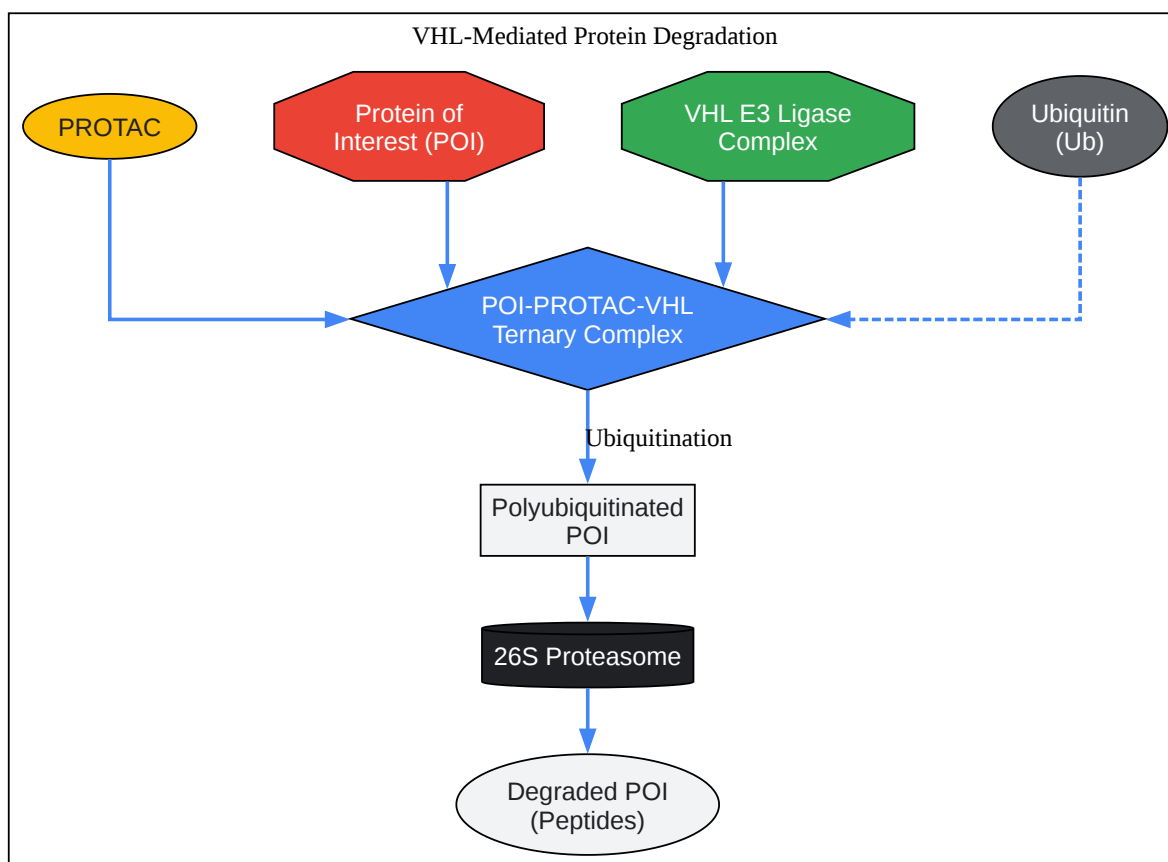 VHL-Mediated Protein Degradation
PROTAC
Protein of
Interest (POI)
VHL E3 Ligase
Complex
Ubiquitin
(Ub)
POI-PROTAC-VHL
Ternary Complex
Ubiquitination
Polyubiquitinated
POI
26S Proteasome
Degraded POI
(Peptides)